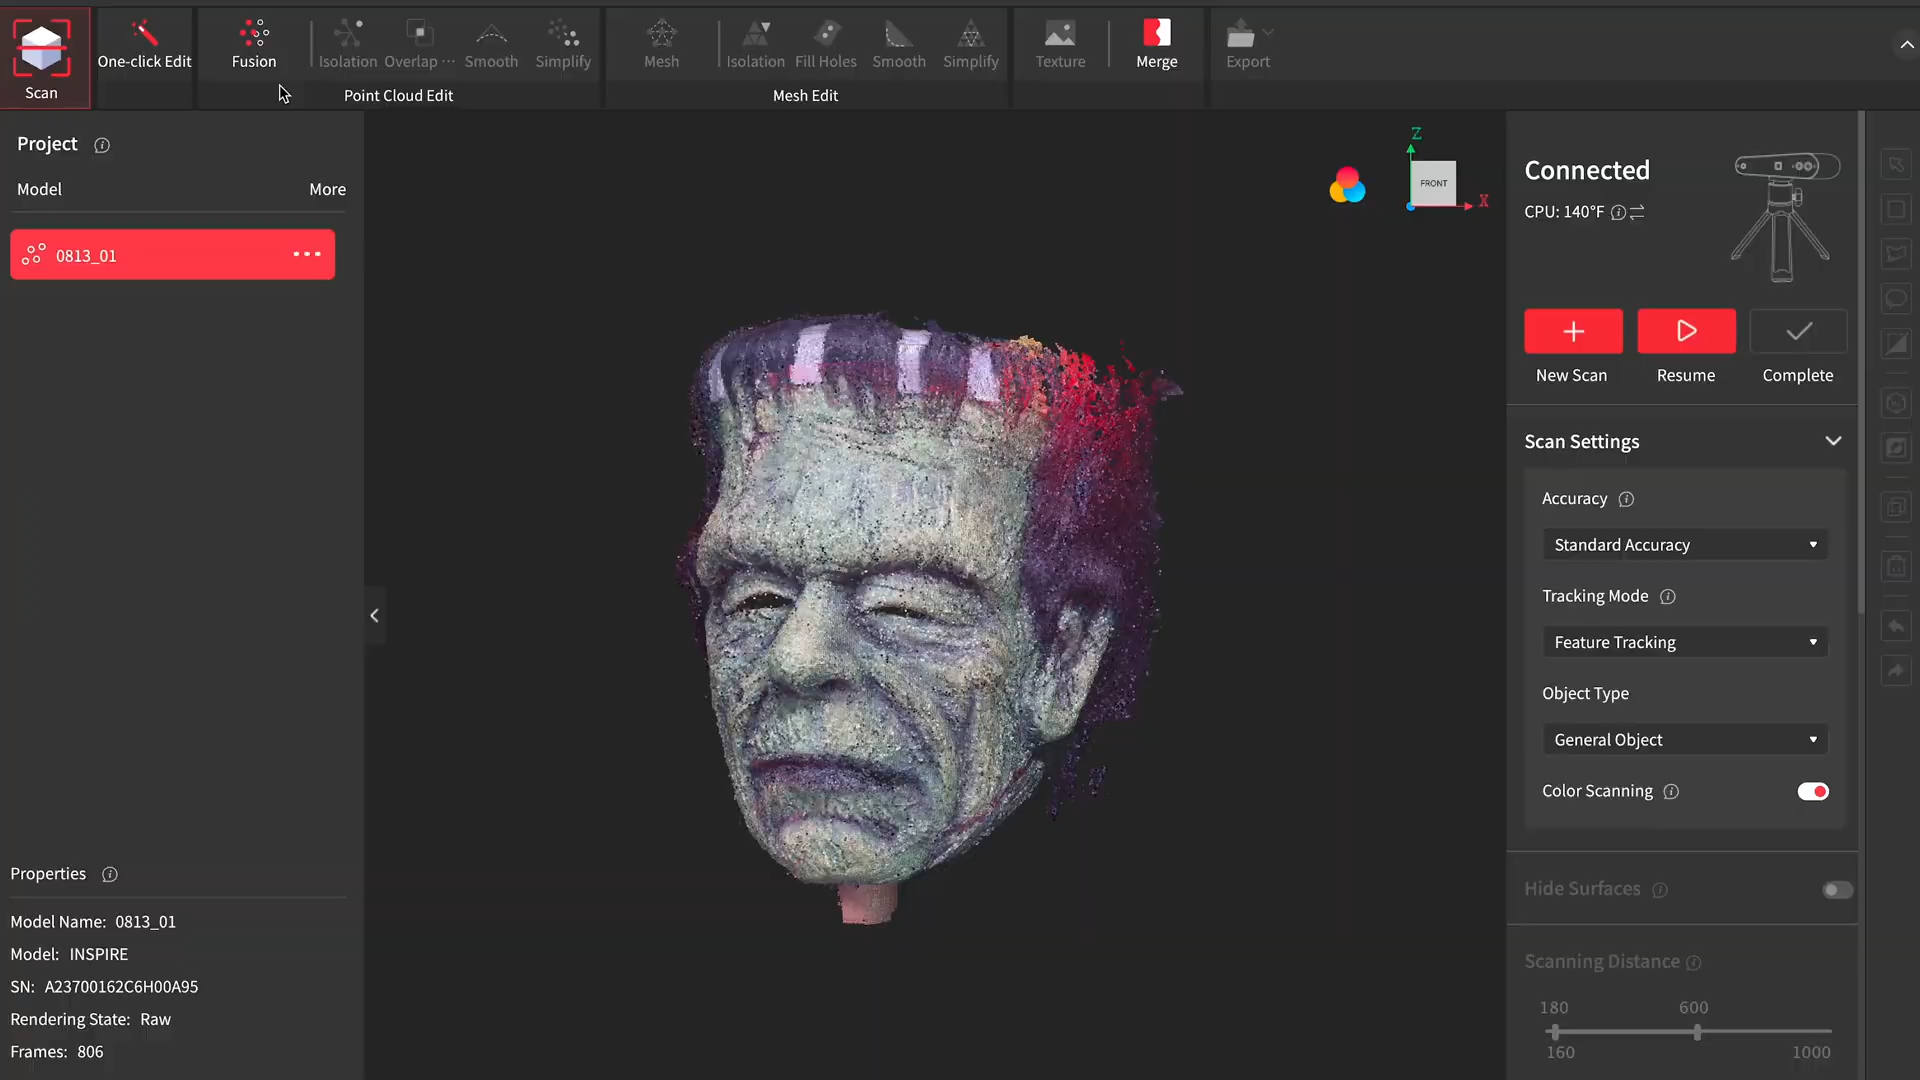 Scan
One-click Edit
Fusion
Isolation
Overlap ···
Smooth
Simplify
Point Cloud Edit
Mesh
Isolation
Fill Holes
Smooth
Simplify
Mesh Edit
Texture
Merge
Export
Project
Model More
0813_01
Properties
Model Name: 0813_01
Model: INSPIRE
SN: A23700162C6H00A95
Rendering State: Raw
Frames: 806
Z
FRONT
X
Connected
CPU: 140°F
New Scan
Resume
Complete
Scan Settings
Accuracy
Standard Accuracy
Tracking Mode
Feature Tracking
Object Type
General Object
Color Scanning
Hide Surfaces
Scanning Distance
180 600
160 1000